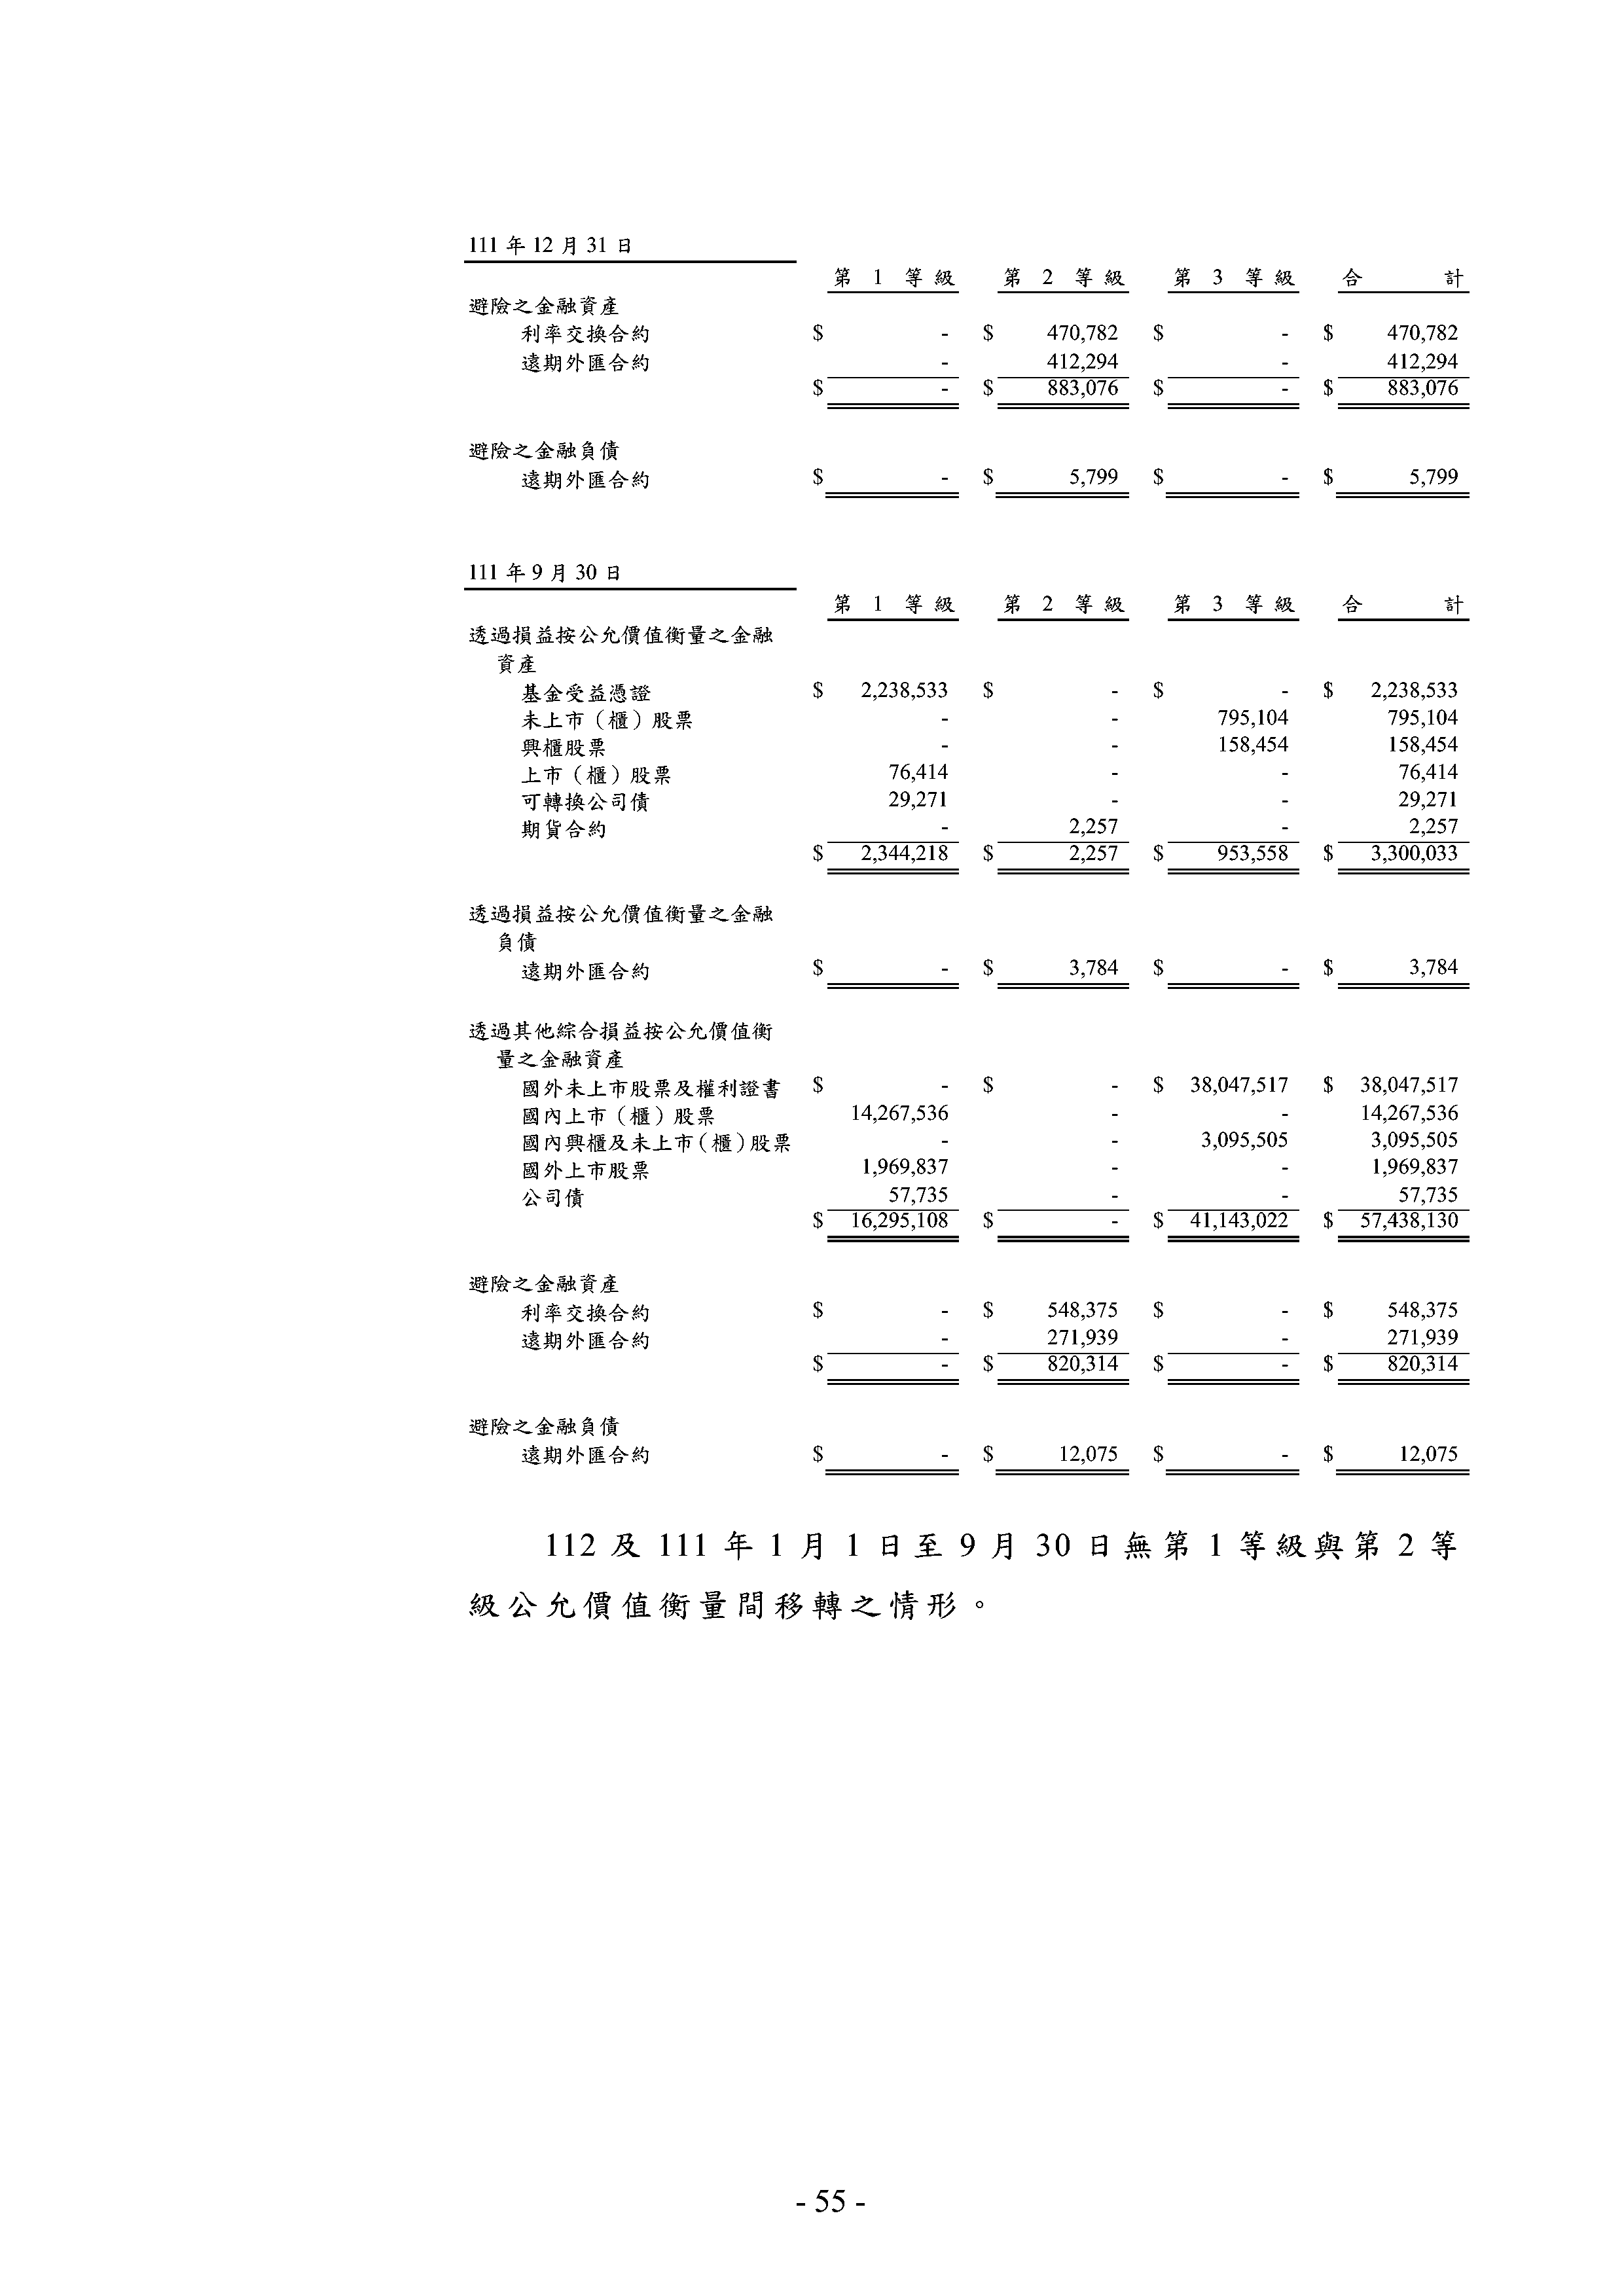 111 年 12 月 31 日
第 1 等 級 第 2 等 級 第 3 等 級 合 計
避險之金融資產
利率交換合約 $ - $ 470,782 $ - $ 470,782
遠期外匯合約 - 412,294 - 412,294
$ - $ 883,076 $ - $ 883,076
避險之金融負債
遠期外匯合約 $ - $ 5,799 $ - $ 5,799
111 年 9 月 30 日
第 1 等 級 第 2 等 級 第 3 等 級 合 計
透過損益按公允價值衡量之金融
資產
基金受益憑證 $ 2,238,533 $ - $ - $ 2,238,533
未上市（櫃）股票 - - 795,104 795,104
興櫃股票 - - 158,454 158,454
上市（櫃）股票 76,414 - - 76,414
可轉換公司債 29,271 - - 29,271
期貨合約 - 2,257 - 2,257
$ 2,344,218 $ 2,257 $ 953,558 $ 3,300,033
透過損益按公允價值衡量之金融
負債
遠期外匯合約 $ - $ 3,784 $ - $ 3,784
透過其他綜合損益按公允價值衡
量之金融資產
國外未上市股票及權利證書 $ - $ - $ 38,047,517 $ 38,047,517
國內上市（櫃）股票 14,267,536 - - 14,267,536
國內興櫃及未上市(櫃)股票 - - 3,095,505 3,095,505
國外上市股票 1,969,837 - - 1,969,837
公司債 57,735 - - 57,735
$ 16,295,108 $ - $ 41,143,022 $ 57,438,130
避險之金融資產
利率交換合約 $ - $ 548,375 $ - $ 548,375
遠期外匯合約 - 271,939 - 271,939
$ - $ 820,314 $ - $ 820,314
避險之金融負債
遠期外匯合約 $ - $ 12,075 $ - $ 12,075
112 及 111 年 1 月 1 日至 9 月 30 日無第 1 等級與第 2 等
級公允價值衡量間移轉之情形。
- 55 -